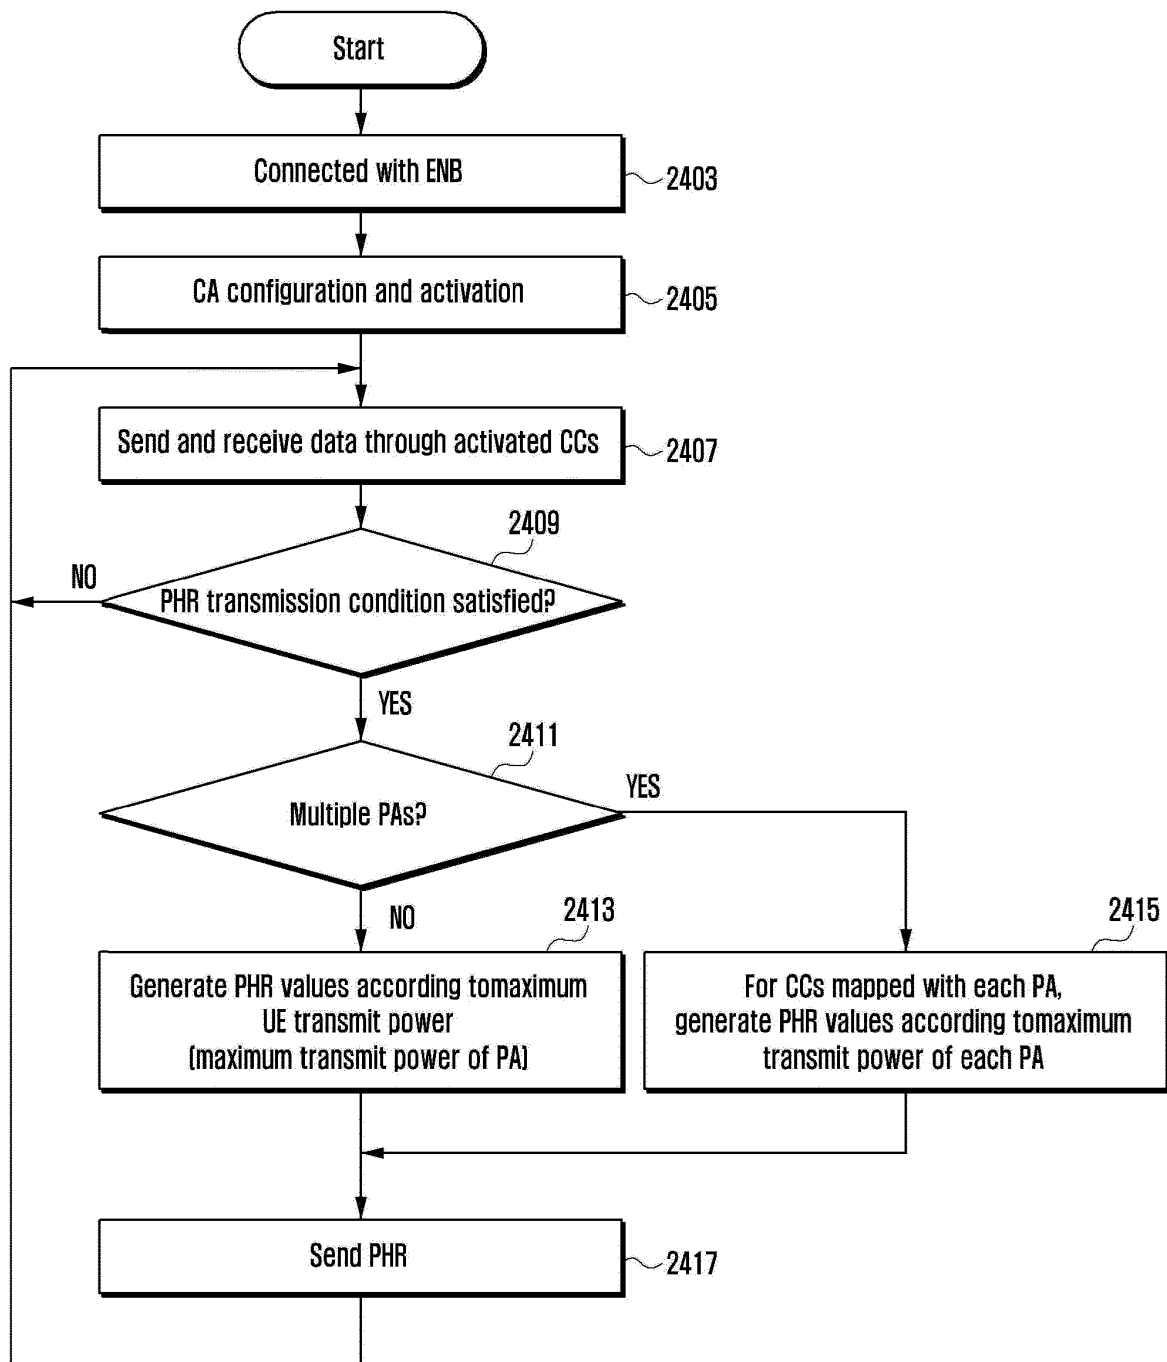 Start
Connected with ENB
2403
CA configuration and activation
2405
Send and receive data through activated CCs
2407
2409
NO
PHR transmission condition satisfied?
YES
2411
YES
Multiple PAs?
NO
2413
2415
Generate PHR values according tomaximum
UE transmit power
(maximum transmit power of PA)
For CCs mapped with each PA,
generate PHR values according tomaximum
transmit power of each PA
Send PHR
2417